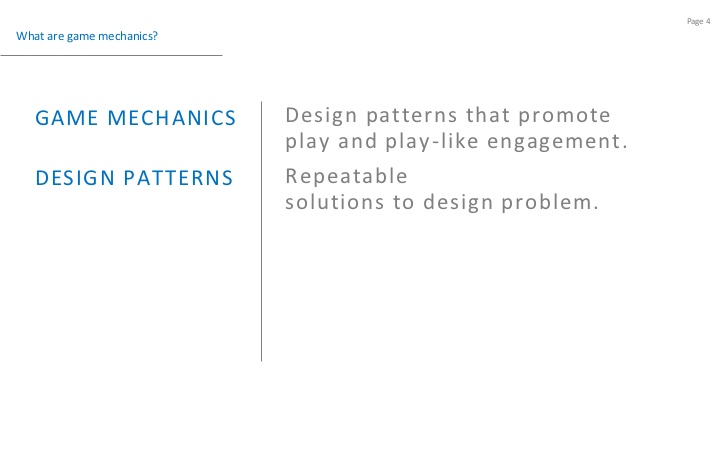 Page 4
What are game mechanics?
GAME MECHANICS
Design patterns that promote
play and play-like engagement.
DESIGN PATTERNS
Repeatable
solutions to design problem.